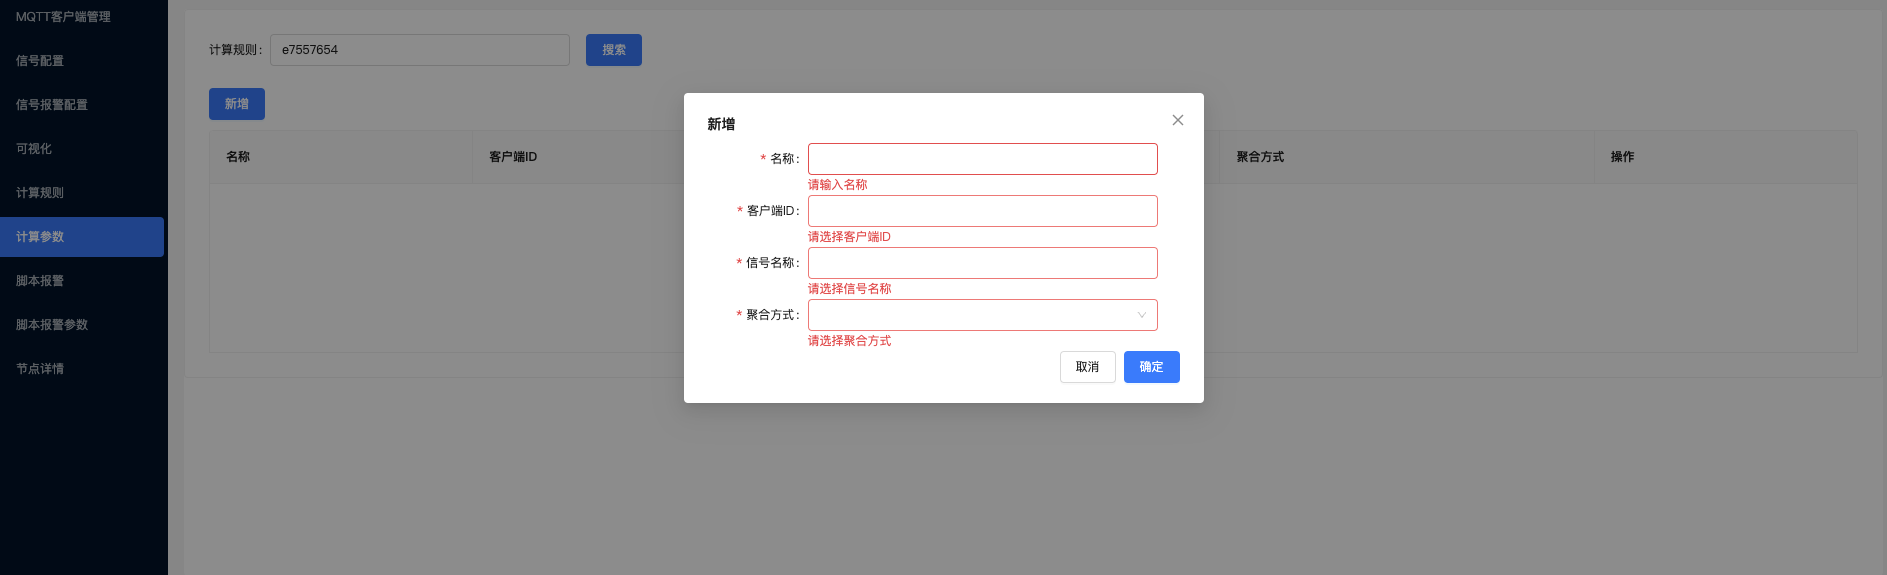 MQTT客户端管理
信号配置
信号报警配置
可视化
计算规则
计算参数
脚本报警
脚本报警参数
节点详情
计算规则: e7557654 搜索
新增
名称 客户端ID 聚合方式 操作
新增
* 名称:
请输入名称
* 客户端ID:
请选择客户端ID
* 信号名称:
请选择信号名称
* 聚合方式:
请选择聚合方式
取消 确定